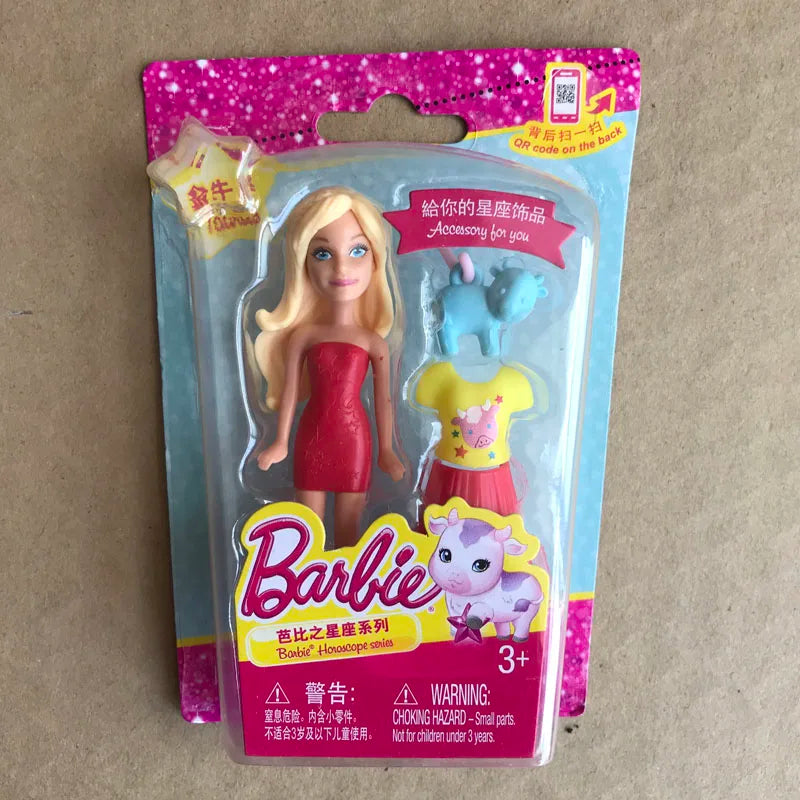 背后扫一扫
QR code on the back
金牛
給你的星座饰品
Accessory for you
Barbie®
芭比之星座系列
Barbie® Horoscope series
3+
警告:
窒息危险。内含小零件。
不适合3岁及以下儿童使用。
WARNING:
CHOKING HAZARD – Small parts.
Not for children under 3 years.